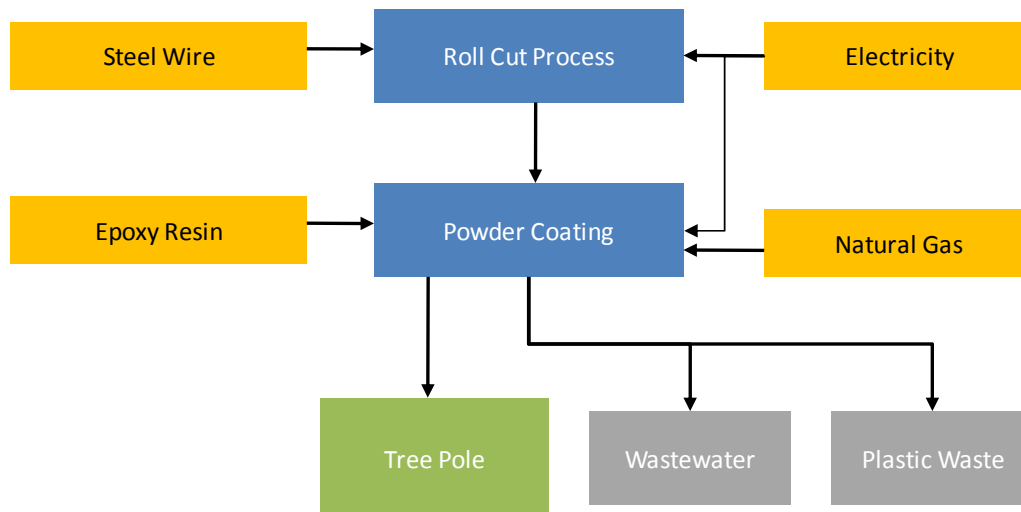 Steel Wire
Roll Cut Process
Electricity
Epoxy Resin
Powder Coating
Natural Gas
Tree Pole
Wastewater
Plastic Waste